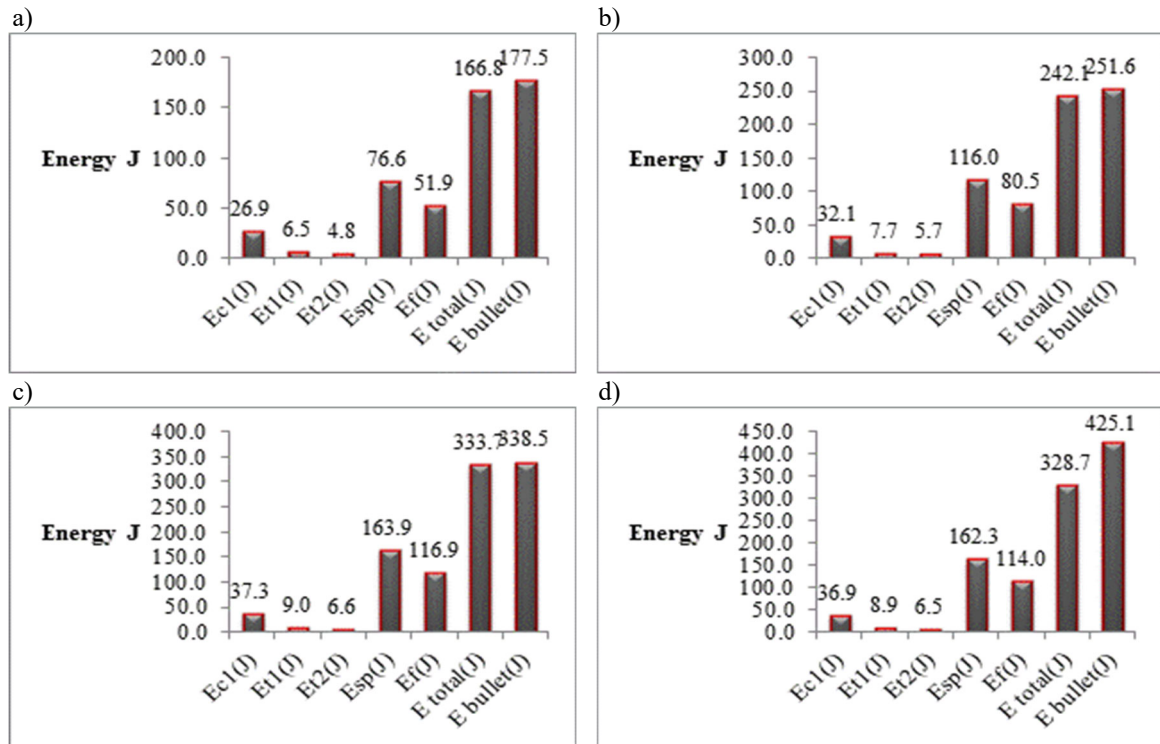 a)
200.0
150.0
100.0
50.0
0.0
Energy J
26.9
6.5
4.8
76.6
51.9
166.8
177.5
Ec1(J)
Et1(J)
Et2(J)
Esp(J)
Ef(J)
E total(J)
E bullet(J)
b)
300.0
250.0
200.0
150.0
100.0
50.0
0.0
Energy J
32.1
7.7
5.7
116.0
80.5
242.1
251.6
Ec1(J)
Et1(J)
Et2(J)
Esp(J)
Ef(J)
E total(J)
E bullet(J)
c)
400.0
350.0
300.0
250.0
200.0
150.0
100.0
50.0
0.0
Energy J
37.3
9.0
6.6
163.9
116.9
333.7
338.5
Ec1(J)
Et1(J)
Et2(J)
Esp(J)
Ef(J)
E total(J)
E bullet(J)
d)
450.0
400.0
350.0
300.0
250.0
200.0
150.0
100.0
50.0
0.0
Energy J
36.9
8.9
6.5
162.3
114.0
328.7
425.1
Ec1(J)
Et1(J)
Et2(J)
Esp(J)
Ef(J)
E total(J)
E bullet(J)